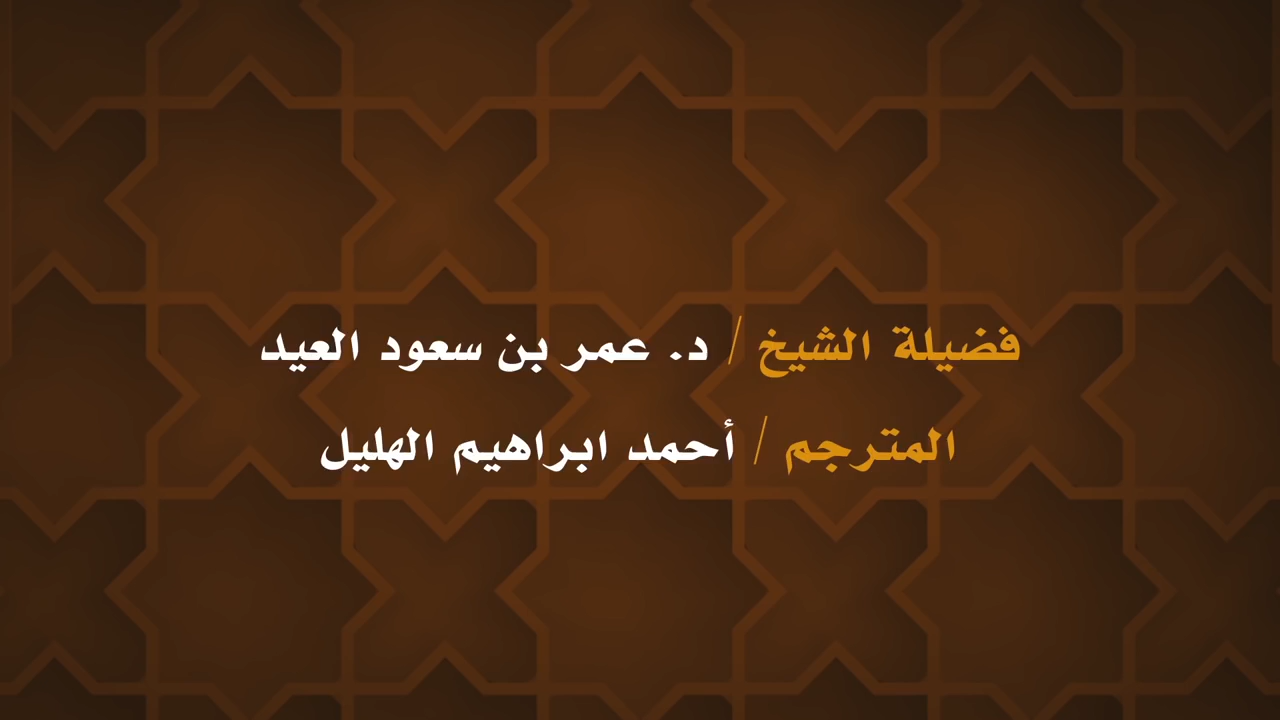 فضيلة الشيخ / د. عمر بن سعود العيد
المترجم / أحمد ابراهيم الهليل